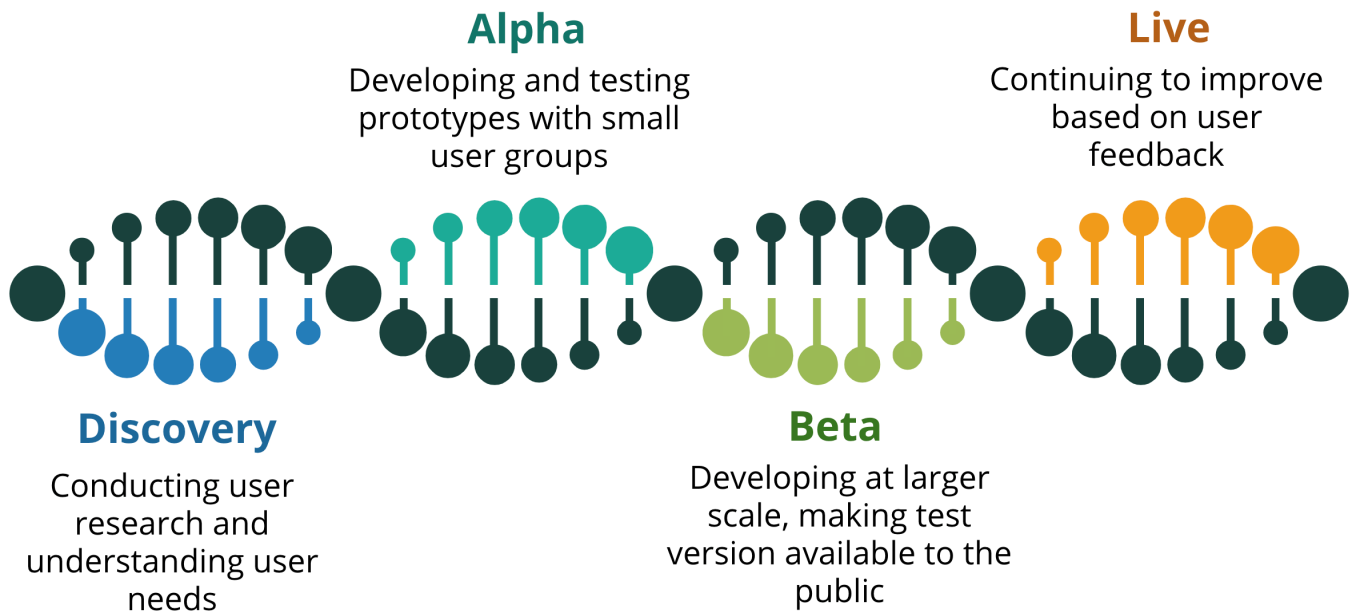 Alpha
Developing and testing
prototypes with small
user groups
Live
Continuing to improve
based on user
feedback
Discovery
Conducting user
research and
understanding user
needs
Beta
Developing at larger
scale, making test
version available to the
public